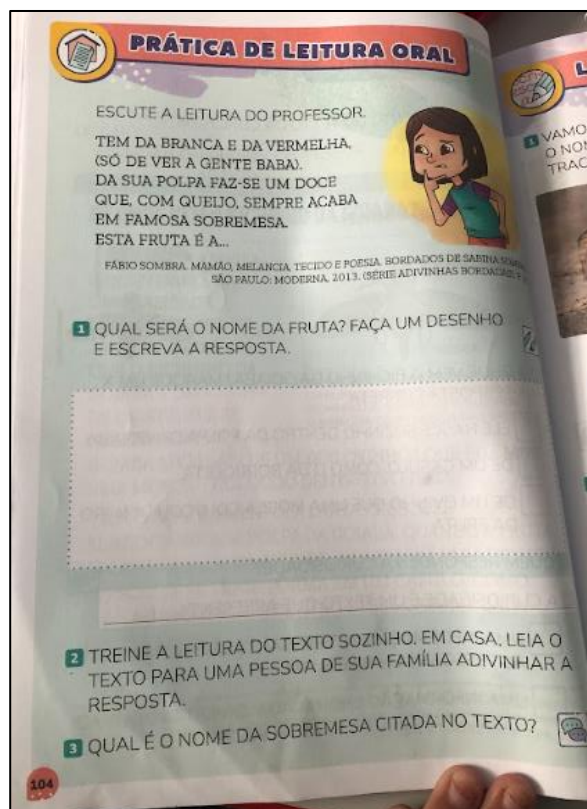 PRÁTICA DE LEITURA ORAL
ESCUTE A LEITURA DO PROFESSOR.
TEM DA BRANCA E DA VERMELHA,
(SÓ DE VER A GENTE BABA).
DA SUA POLPA FAZ-SE UM DOCE
QUE, COM QUEIJO, SEMPRE ACABA
EM FAMOSA SOBREMESA.
ESTA FRUTA É A...
FÁBIO SOMBRA. MAMÃO, MELANCIA, TECIDO E POESIA. BORDADOS DE SABINA
SÃO PAULO: MODERNA, 2013. (SÉRIE ADIVINHAS BORDADAS).
1 QUAL SERÁ O NOME DA FRUTA? FAÇA UM DESENHO
E ESCREVA A RESPOSTA.
2 TREINE A LEITURA DO TEXTO SOZINHO. EM CASA, LEIA O
TEXTO PARA UMA PESSOA DE SUA FAMÍLIA ADIVINHAR A
RESPOSTA.
3 QUAL É O NOME DA SOBREMESA CITADA NO TEXTO?
104
L
1 VAMO
O NO
TRAC